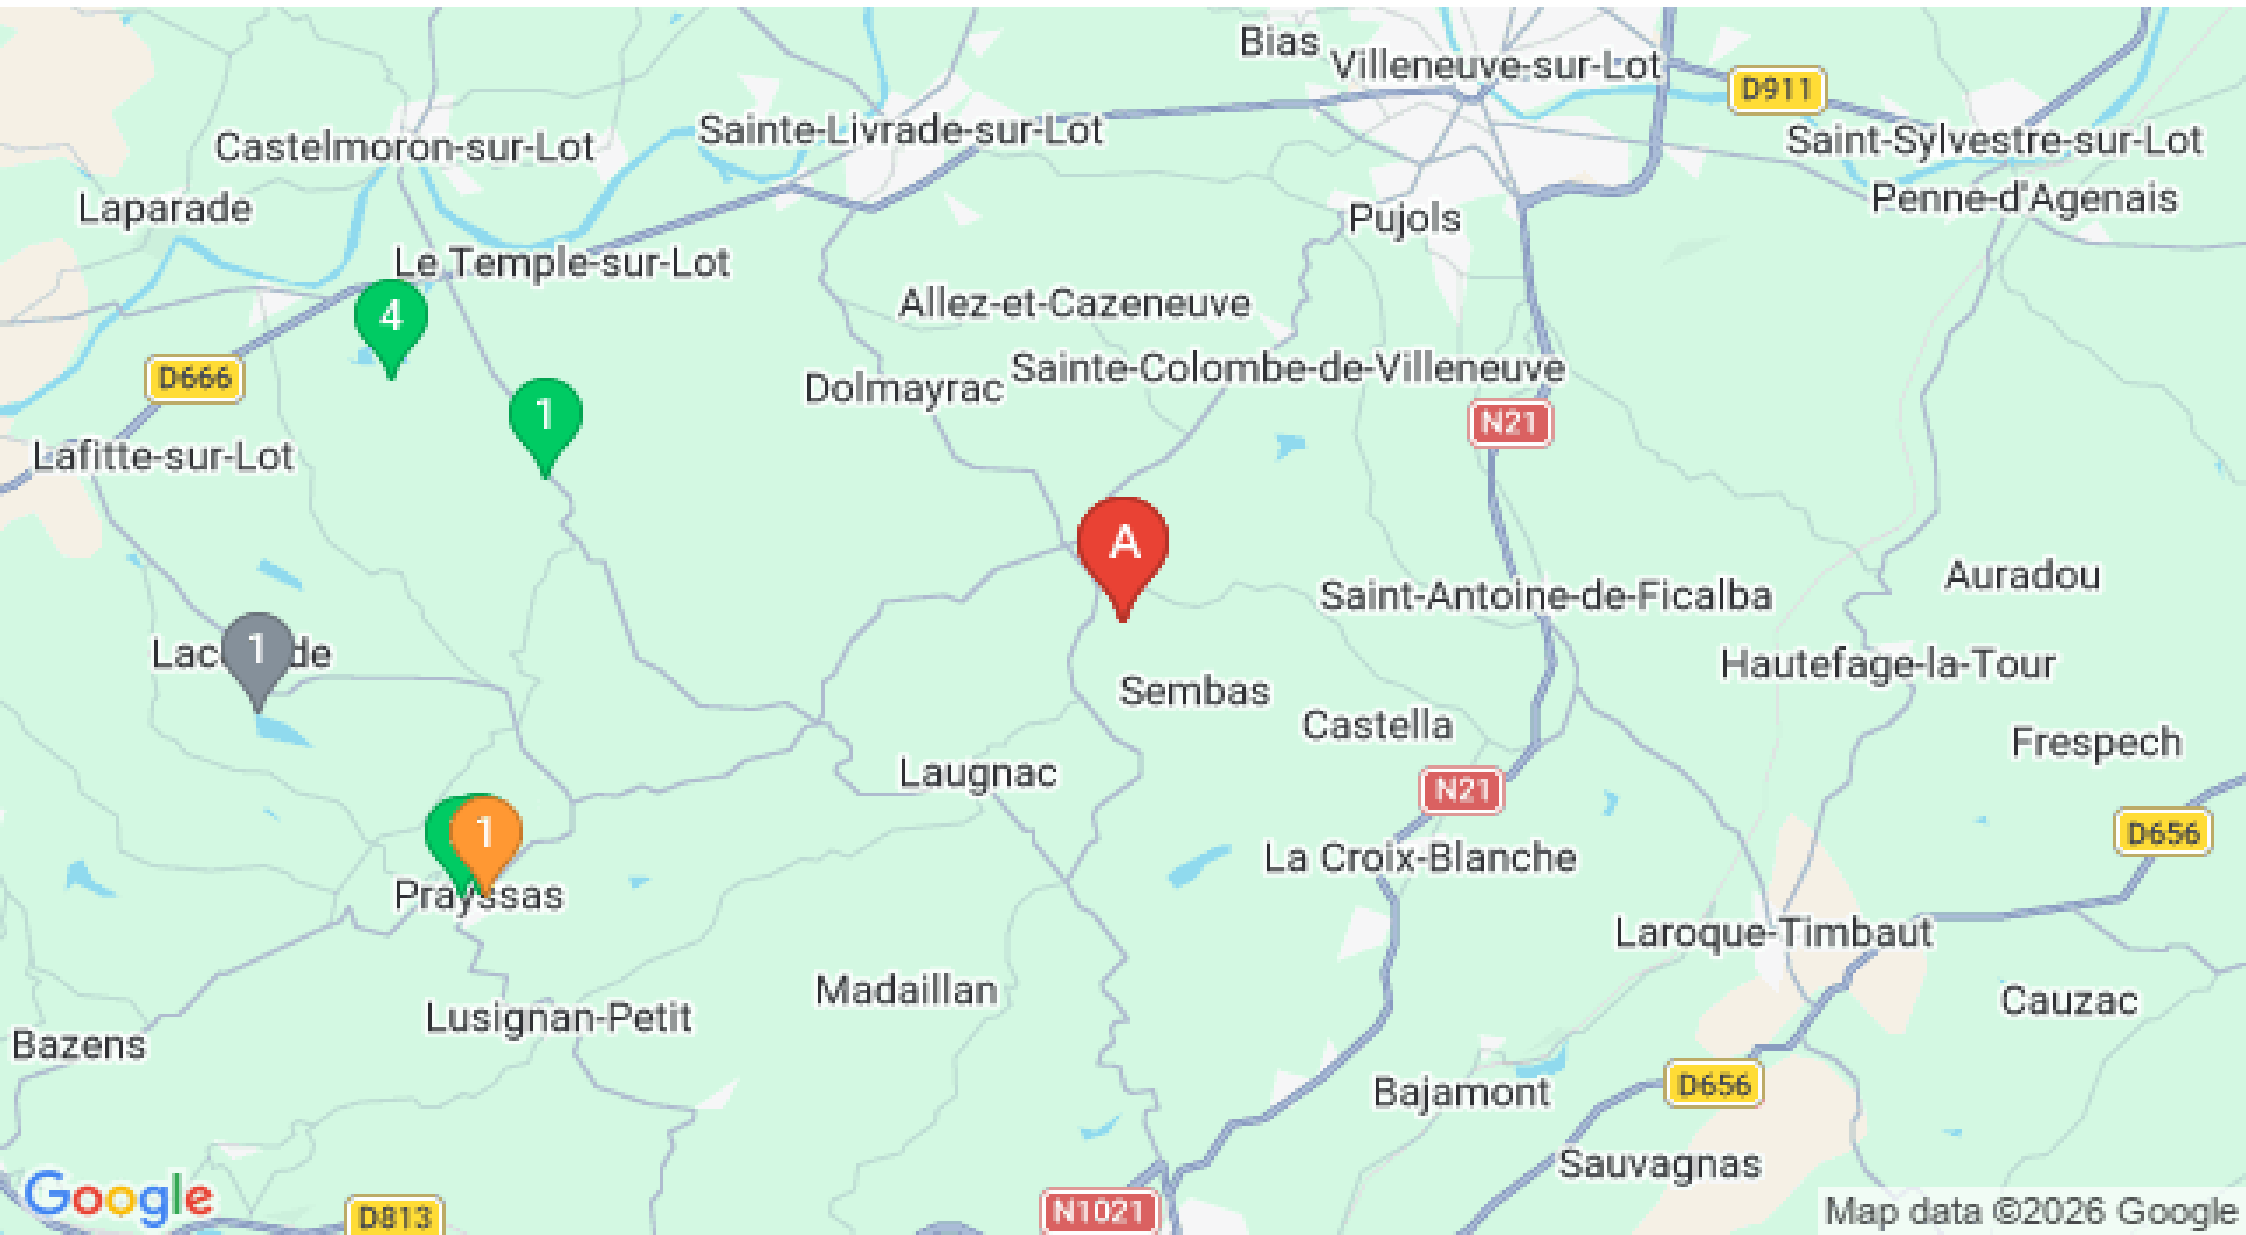 Bias
Villeneuve-sur-Lot
D911
Sainte-Livrade-sur-Lot
Castelmoron-sur-Lot
Saint-Sylvestre-sur-Lot
Penne-d'Agenais
Laparade
Pujols
Le Temple-sur-Lot
4
Allez-et-Cazeneuve
D666
Sainte-Colombe-de-Villeneuve
Dolmayrac
1
N21
Lafitte-sur-Lot
A
Auradou
Saint-Antoine-de-Ficalba
1
Hautefage-la-Tour
Sembas
Castella
Frespech
Laugnac
N21
1
D656
La Croix-Blanche
Prayssas
Laroque-Timbaut
Madaillan
Cauzac
Lusignan-Petit
Bazens
D656
Bajamont
Sauvagnas
Google
D813
N1021
Map data ©2026 Google